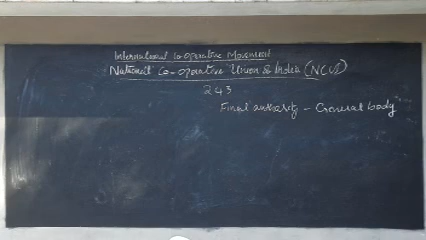 International Co-operative Movement
National Co-operative Union of India (NCUI)
243
Final authority - General body